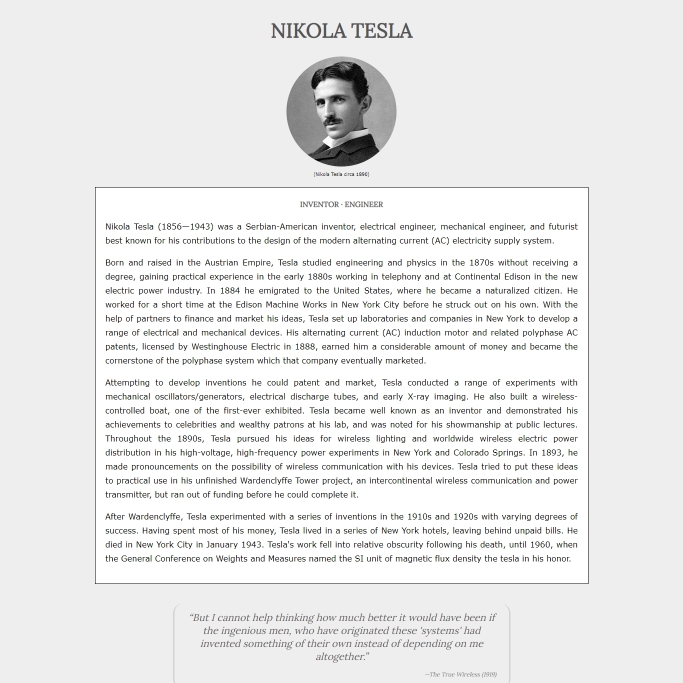 NIKOLA TESLA
(Nikola Tesla circa 1890)
INVENTOR · ENGINEER
Nikola Tesla (1856—1943) was a Serbian-American inventor, electrical engineer, mechanical engineer, and futurist
best known for his contributions to the design of the modern alternating current (AC) electricity supply system.
Born and raised in the Austrian Empire, Tesla studied engineering and physics in the 1870s without receiving a
degree, gaining practical experience in the early 1880s working in telephony and at Continental Edison in the new
electric power industry. In 1884 he emigrated to the United States, where he became a naturalized citizen. He
worked for a short time at the Edison Machine Works in New York City before he struck out on his own. With the
help of partners to finance and market his ideas, Tesla set up laboratories and companies in New York to develop a
range of electrical and mechanical devices. His alternating current (AC) induction motor and related polyphase AC
patents, licensed by Westinghouse Electric in 1888, earned him a considerable amount of money and became the
cornerstone of the polyphase system which that company eventually marketed.
Attempting to develop inventions he could patent and market, Tesla conducted a range of experiments with
mechanical oscillators/generators, electrical discharge tubes, and early X-ray imaging. He also built a wireless-
controlled boat, one of the first-ever exhibited. Tesla became well known as an inventor and demonstrated his
achievements to celebrities and wealthy patrons at his lab, and was noted for his showmanship at public lectures.
Throughout the 1890s, Tesla pursued his ideas for wireless lighting and worldwide wireless electric power
distribution in his high-voltage, high-frequency power experiments in New York and Colorado Springs. In 1893, he
made pronouncements on the possibility of wireless communication with his devices. Tesla tried to put these ideas
to practical use in his unfinished Wardenclyffe Tower project, an intercontinental wireless communication and power
transmitter, but ran out of funding before he could complete it.
After Wardenclyffe, Tesla experimented with a series of inventions in the 1910s and 1920s with varying degrees of
success. Having spent most of his money, Tesla lived in a series of New York hotels, leaving behind unpaid bills. He
died in New York City in January 1943. Tesla's work fell into relative obscurity following his death, until 1960, when
the General Conference on Weights and Measures named the SI unit of magnetic flux density the tesla in his honor.
“But I cannot help thinking how much better it would have been if
the ingenious men, who have originated these 'systems' had
invented something of their own instead of depending on me
altogether.”
—The True Wireless (1919)